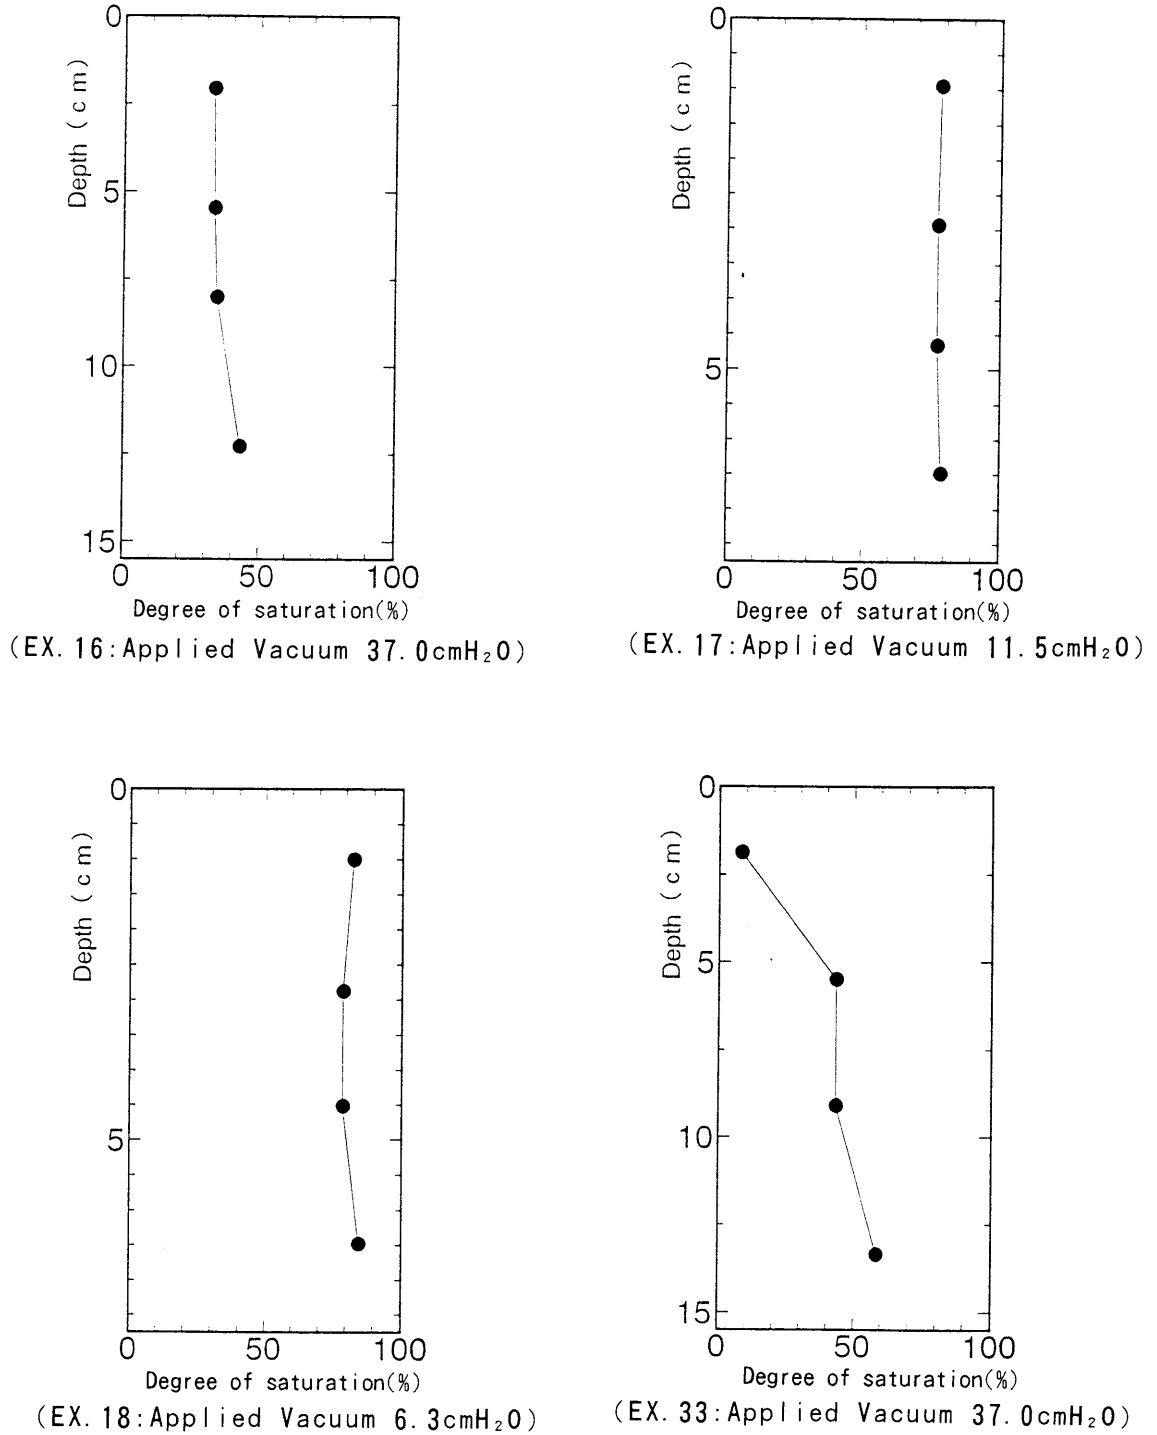 0
5
10
15
Depth (cm)
0 50 100
Degree of saturation(%)
(EX.16:Applied Vacuum 37.0cmH₂O)
0
5
Depth (cm)
0 50 100
Degree of saturation(%)
(EX.17:Applied Vacuum 11.5cmH₂O)
0
5
Depth (cm)
0 50 100
Degree of saturation(%)
(EX.18:Applied Vacuum 6.3cmH₂O)
0
5
10
15
Depth (cm)
0 50 100
Degree of saturation(%)
(EX.33:Applied Vacuum 37.0cmH₂O)